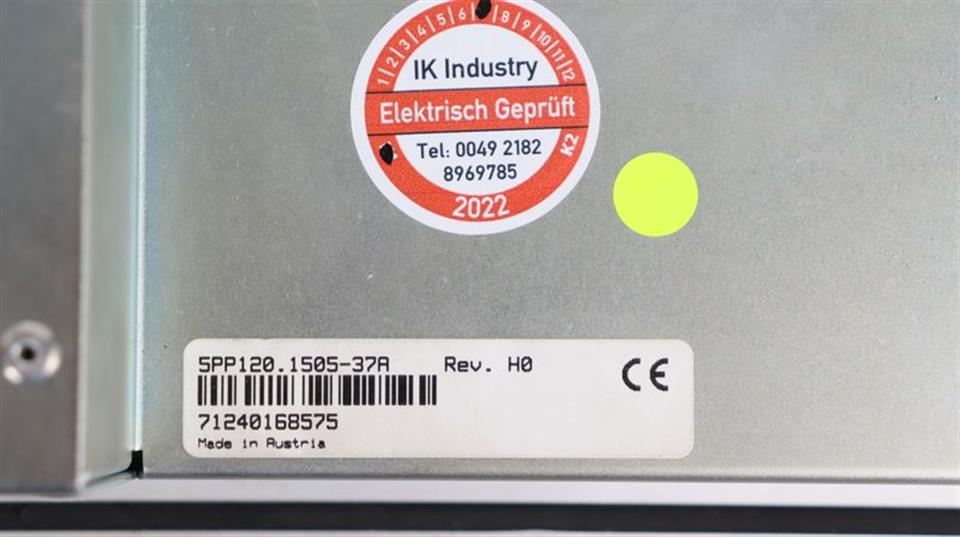 1|2|3|4|5|6 8|9|10|11|12
IK Industry
Elektrisch Geprüft
Tel: 0049 2182
8969785
K2
2022
5PP120.1505-37A Rev. H0
CE
71240168575
Made in Austria